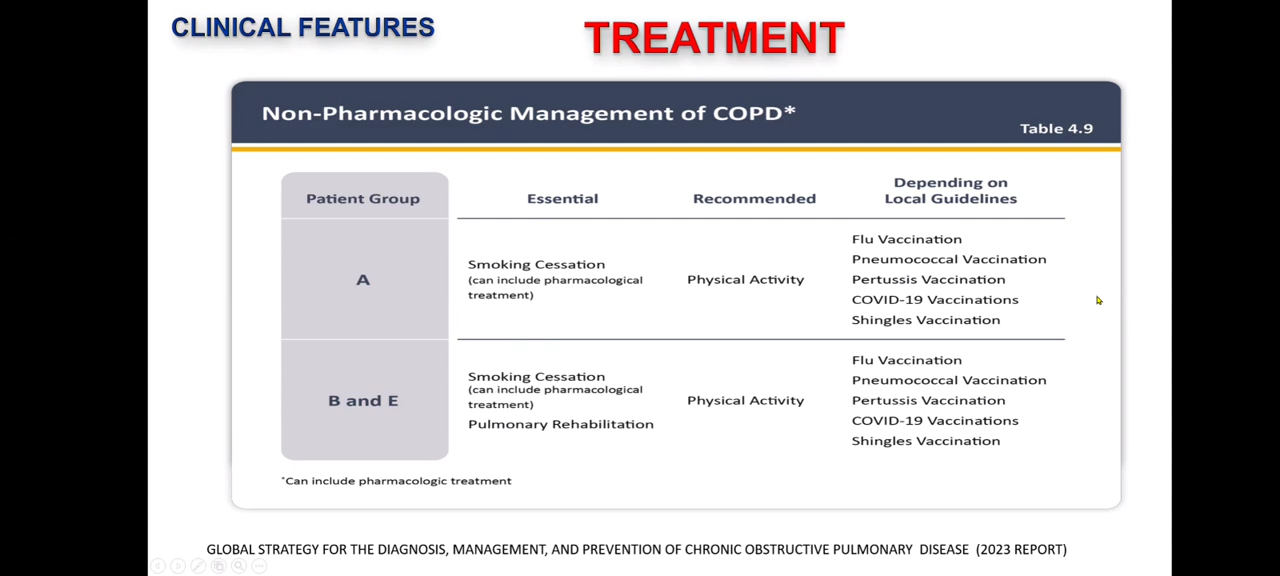 CLINICAL FEATURES
TREATMENT
Non-Pharmacologic Management of COPD*
Table 4.9
Patient Group
Essential
Recommended
Depending on
Local Guidelines
A
Smoking Cessation
(can include pharmacological
treatment)
Physical Activity
Flu Vaccination
Pneumococcal Vaccination
Pertussis Vaccination
COVID-19 Vaccinations
Shingles Vaccination
B and E
Smoking Cessation
(can include pharmacological
treatment)
Pulmonary Rehabilitation
Physical Activity
Flu Vaccination
Pneumococcal Vaccination
Pertussis Vaccination
COVID-19 Vaccinations
Shingles Vaccination
*Can include pharmacologic treatment
GLOBAL STRATEGY FOR THE DIAGNOSIS, MANAGEMENT, AND PREVENTION OF CHRONIC OBSTRUCTIVE PULMONARY DISEASE (2023 REPORT)